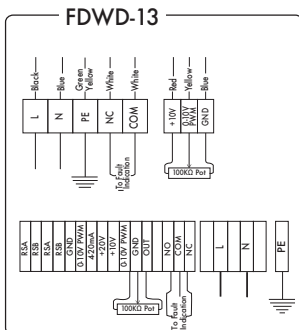 FDWD-13
Black
Blue
Green
Yellow
White
White
Red
Yellow
Blue
L
N
PE
NC
COM
+10V
0-10V
PWM
GND
To Fault
Indication
100KΩ Pot
RSA
RSB
RSA
RSB
GND
0-10V PWM
4-20mA
+20V
+10V
0-10V PWM
GND
OUT
NO
COM
NC
L
N
PE
100KΩ Pot
To Fault
Indication